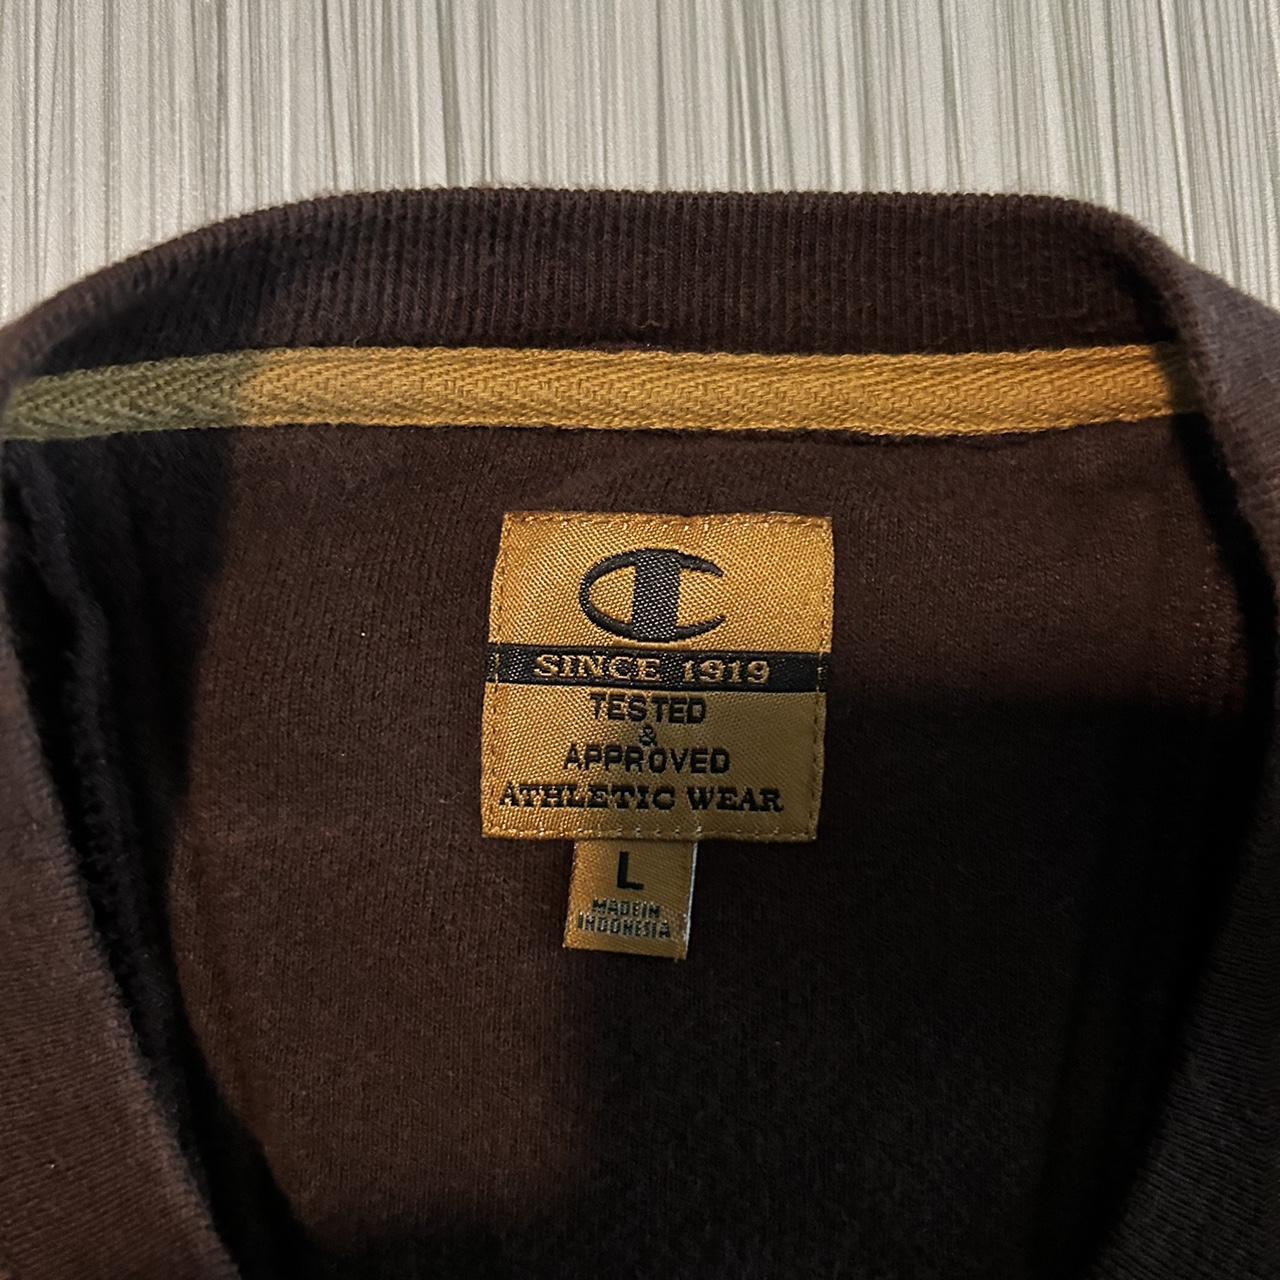 SINCE 1919
TESTED
&
APPROVED
ATHLETIC WEAR
L
MADE IN
INDONESIA